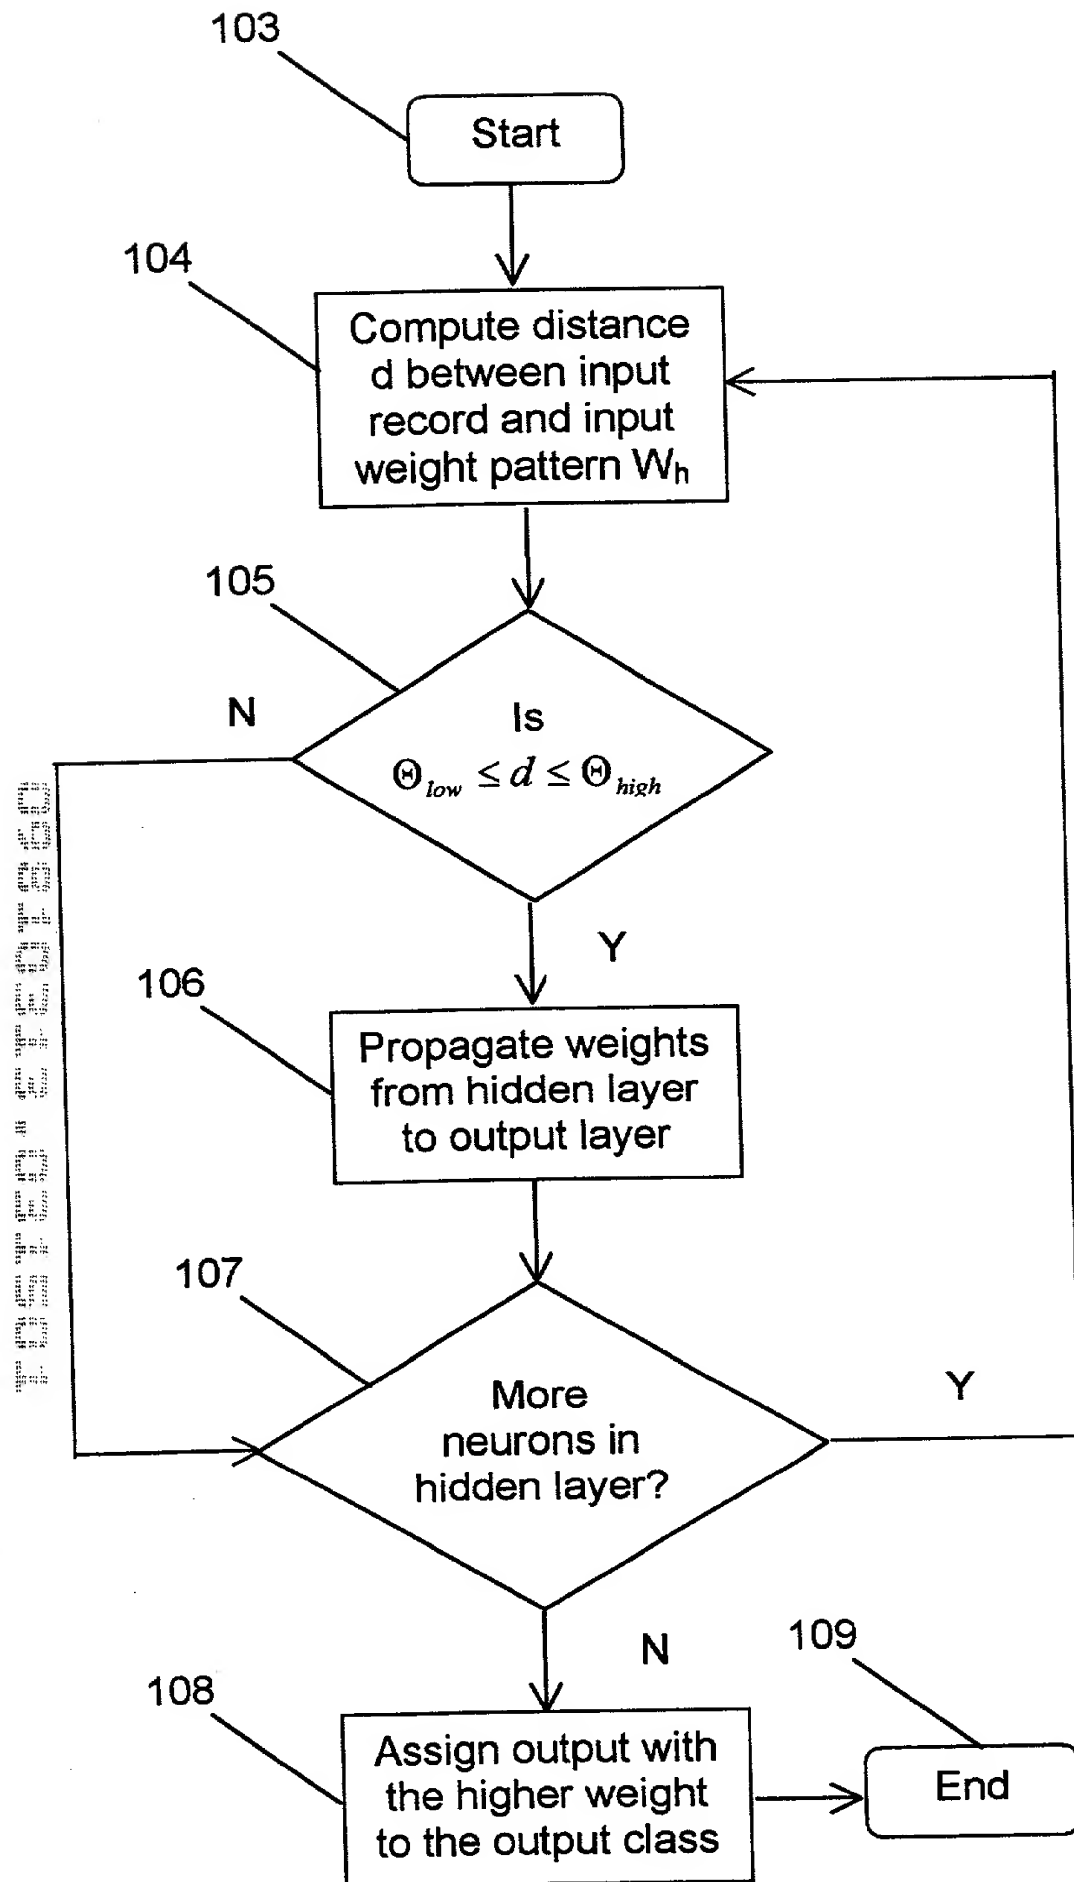 103
Start
104
Compute distance
d between input
record and input
weight pattern Wh
105
N
Is
Θlow ≤ d ≤ Θhigh
Y
106
Propagate weights
from hidden layer
to output layer
107
More
neurons in
hidden layer?
Y
N
109
108
Assign output with
the higher weight
to the output class
End